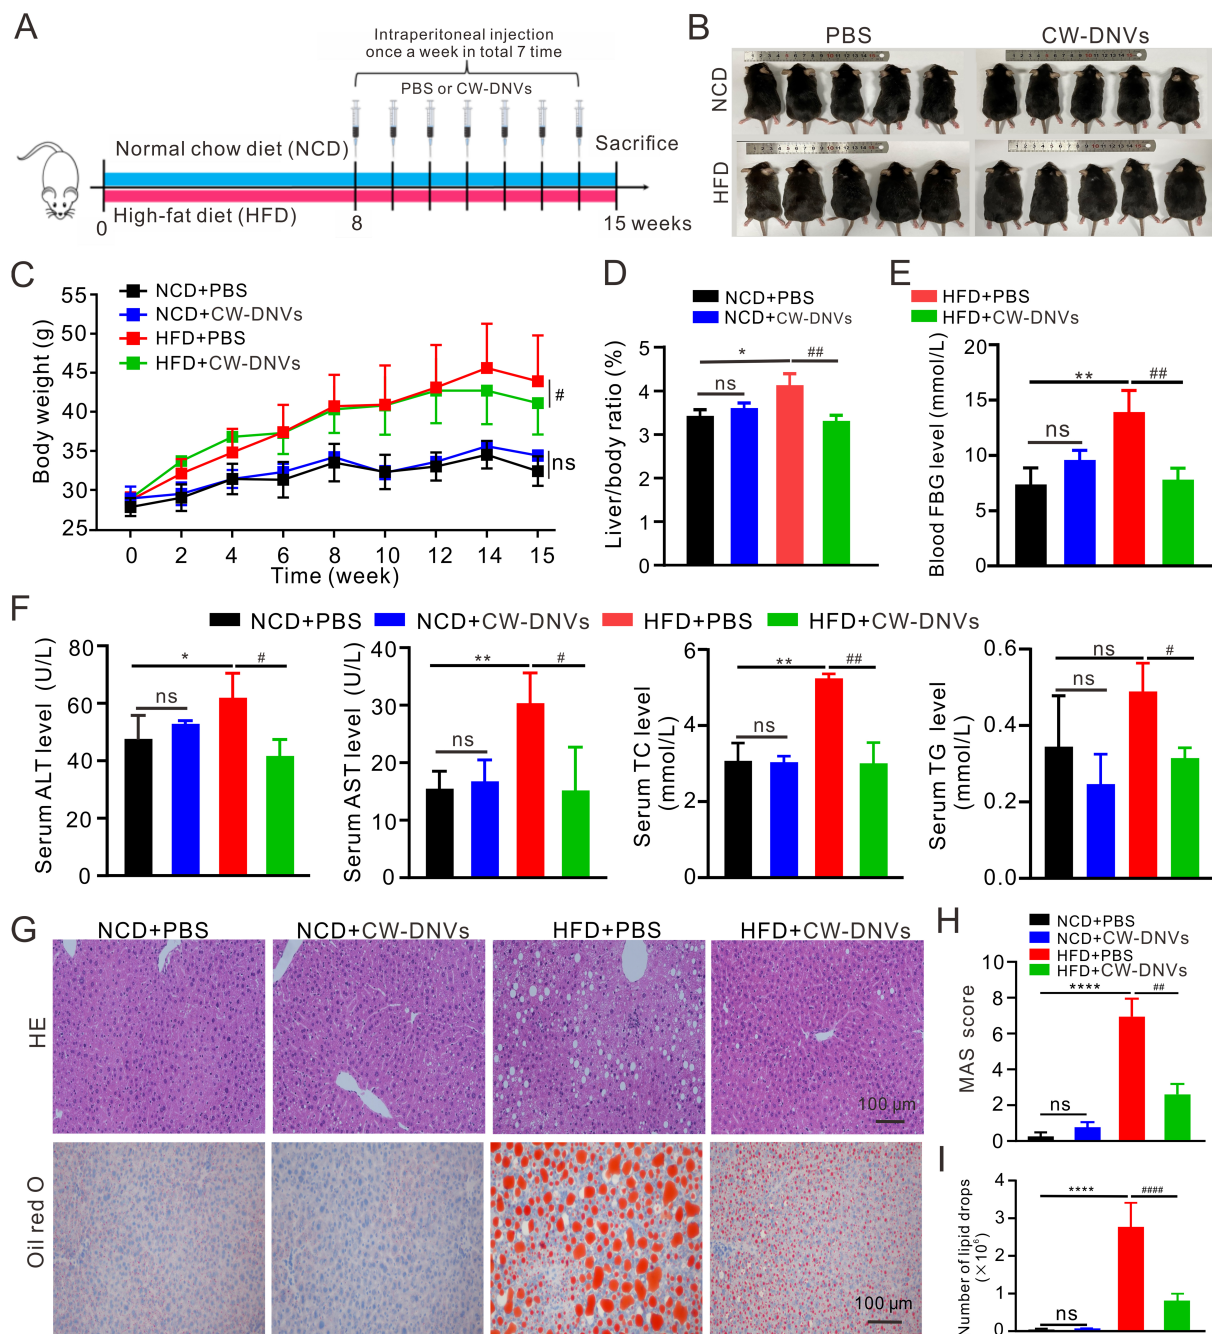 A
Intraperitoneal injection
once a week in total 7 time
PBS or CW-DNVs
Normal chow diet (NCD)
Sacrifice
High-fat diet (HFD)
0
8
15 weeks
B
PBS
CW-DNVs
NCD
HFD
C
NCD+PBS
NCD+CW-DNVs
HFD+PBS
HFD+CW-DNVs
Body weight (g)
55
50
45
40
35
30
25
#
ns
0 2 4 6 8 10 12 14 15
Time (week)
D
NCD+PBS
NCD+CW-DNVs
Liver/body ratio (%)
5
4
3
2
1
0
* ##
ns
E
HFD+PBS
HFD+CW-DNVs
Blood FBG level (mmol/L)
20
15
10
5
0
** ##
ns
F
NCD+PBS NCD+CW-DNVs HFD+PBS HFD+CW-DNVs
Serum ALT level (U/L)
80
60
40
20
0
* #
ns
Serum AST level (U/L)
40
30
20
10
0
** #
ns
Serum TC level
(mmol/L)
6
4
2
0
** ##
ns
Serum TG level
(mmol/L)
0.6
0.4
0.2
0.0
ns #
ns
G
NCD+PBS NCD+CW-DNVs HFD+PBS HFD+CW-DNVs
HE
100 μm
Oil red O
100 μm
H
NCD+PBS
NCD+CW-DNVs
HFD+PBS
HFD+CW-DNVs
MAS score
10
8
6
4
2
0
**** ##
ns
I
Number of lipid drops
(×10⁶)
4
3
2
1
0
**** ####
ns